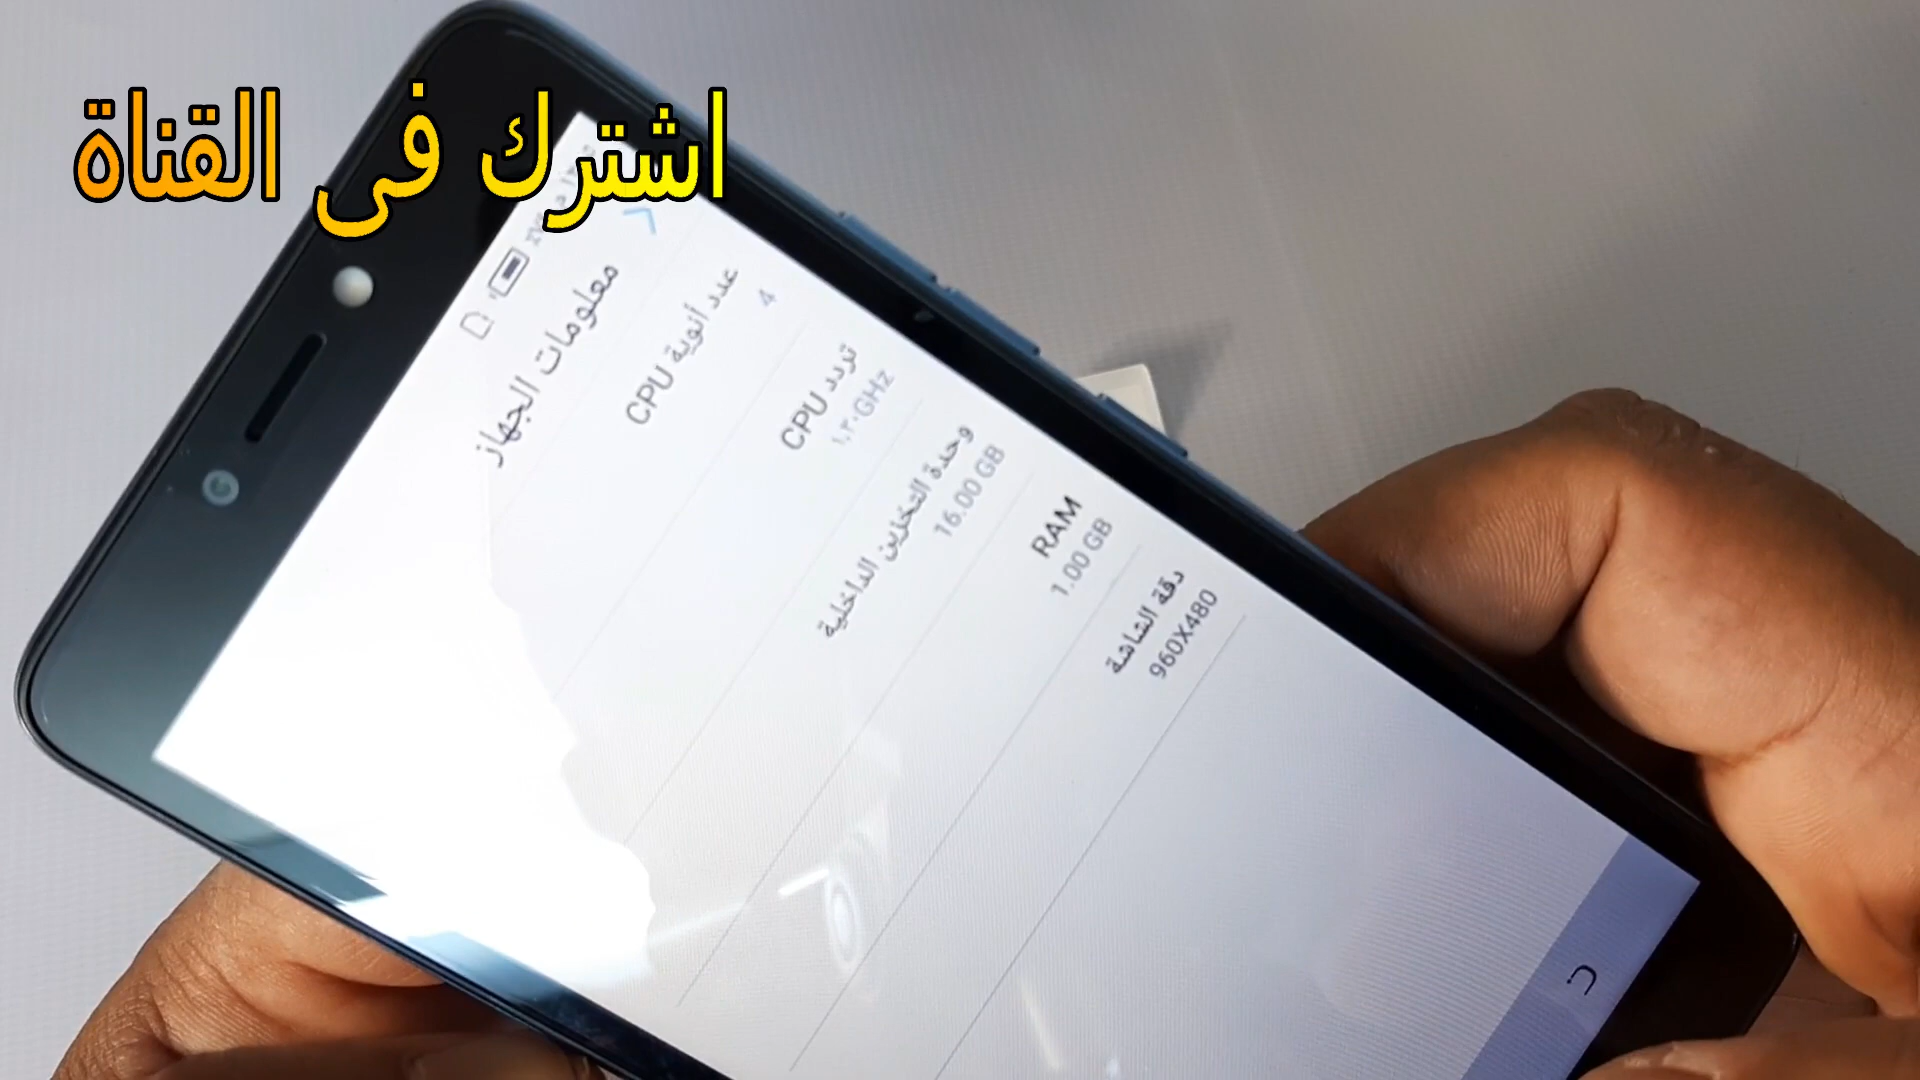 اشترك فى القناة
معلومات الجهاز
عدد أنوية CPU
4
تردد CPU
١,٣٠GHz
وحدة التخزين الداخلية
16.00 GB
RAM
1.00 GB
دقة الشاشة
960X480